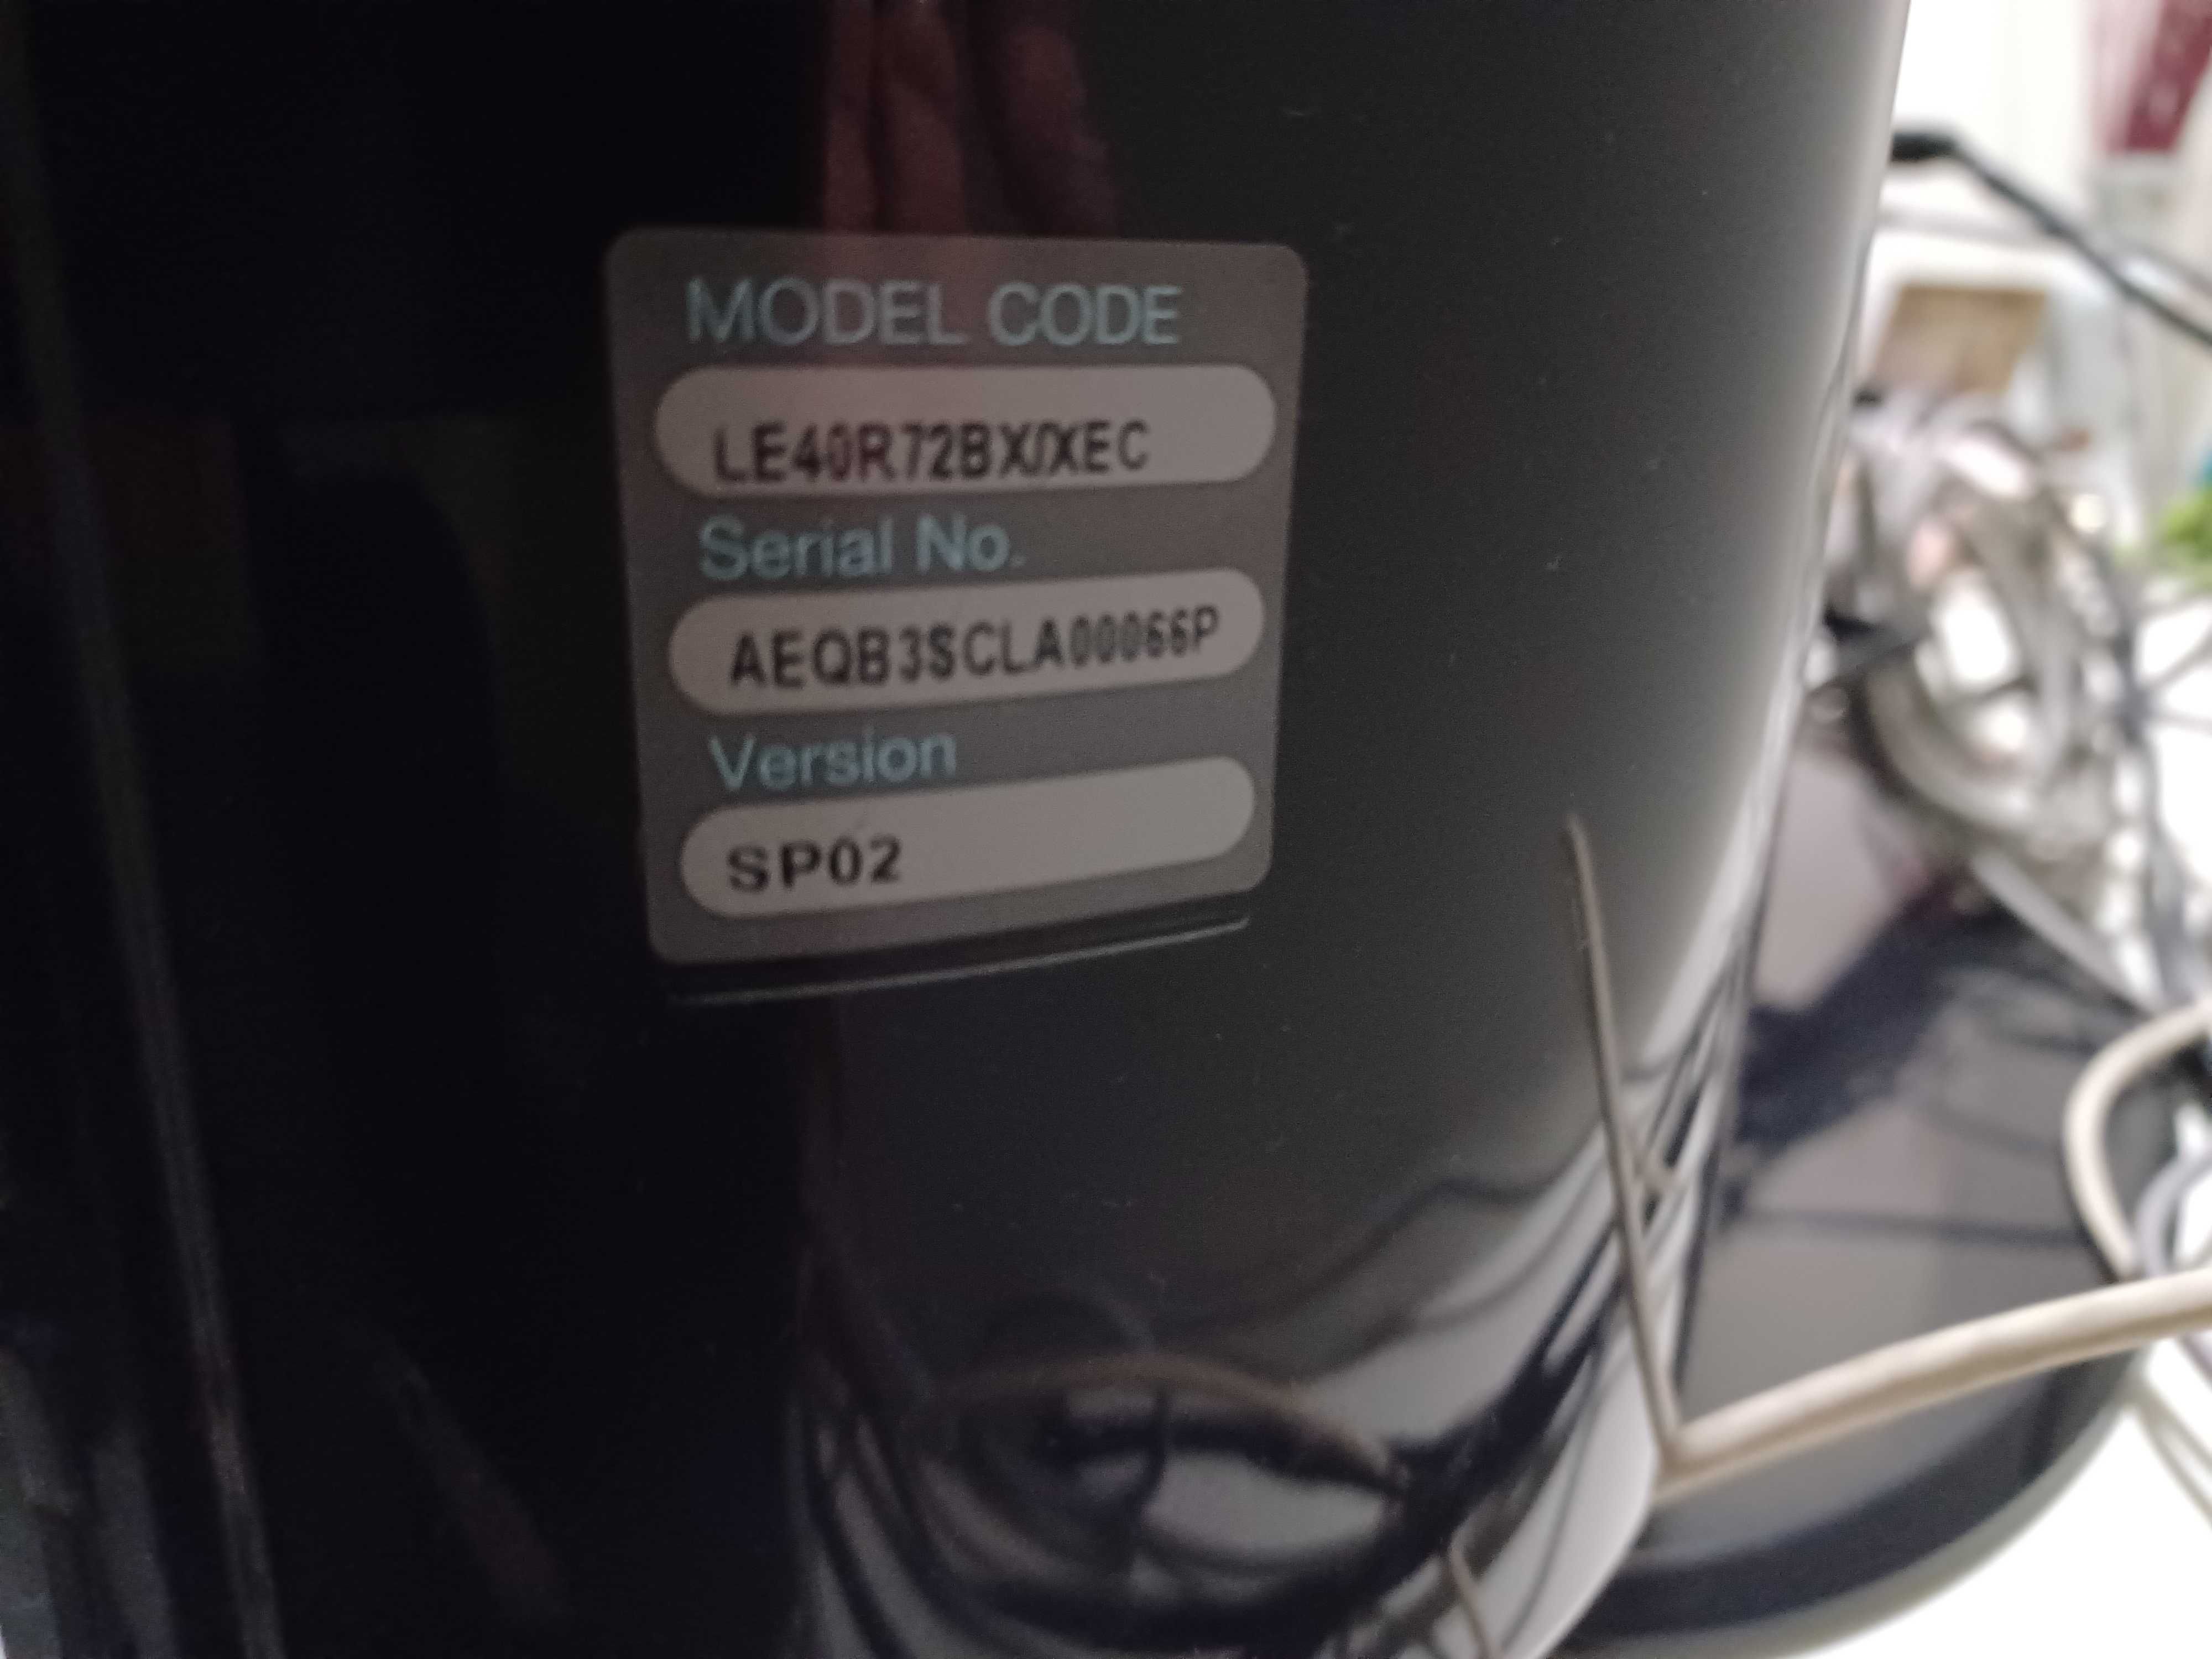 MODEL CODE
LE40R72BX/XEC
Serial No.
AEQB3SCLA00066P
Version
SP02